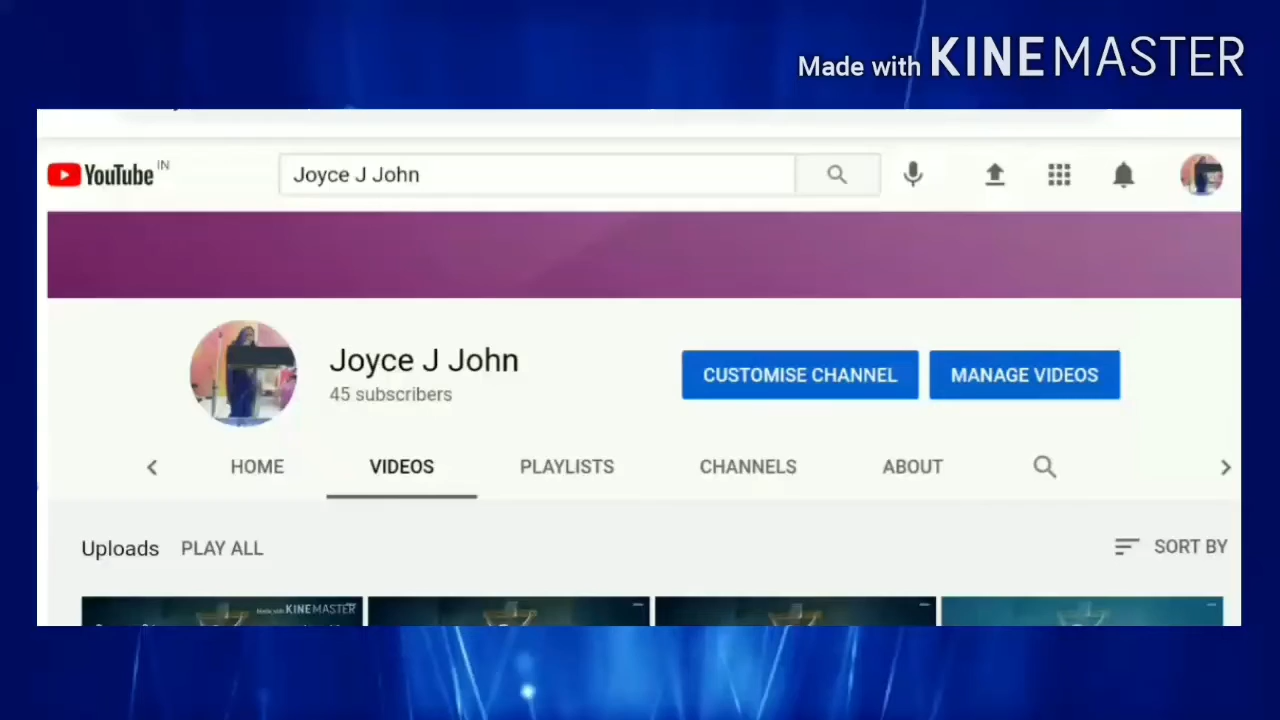 Made with KINEMASTER
YouTube IN
Joyce J John
Joyce J John
45 subscribers
CUSTOMISE CHANNEL
MANAGE VIDEOS
HOME
VIDEOS
PLAYLISTS
CHANNELS
ABOUT
Uploads
PLAY ALL
SORT BY
Made with KINEMASTER